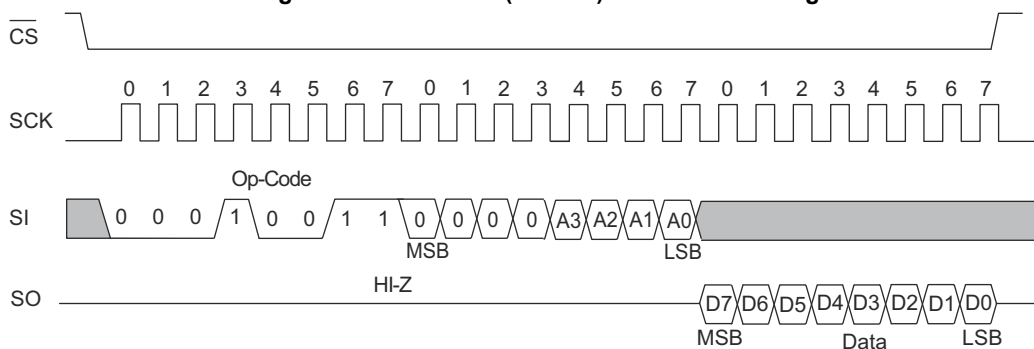 CS
0 1 2 3 4 5 6 7 0 1 2 3 4 5 6 7 0 1 2 3 4 5 6 7
SCK
Op-Code
SI 0 0 0 1 0 0 1 1 0 0 0 0 A3 A2 A1 A0
MSB LSB
HI-Z
SO D7 D6 D5 D4 D3 D2 D1 D0
MSB Data LSB